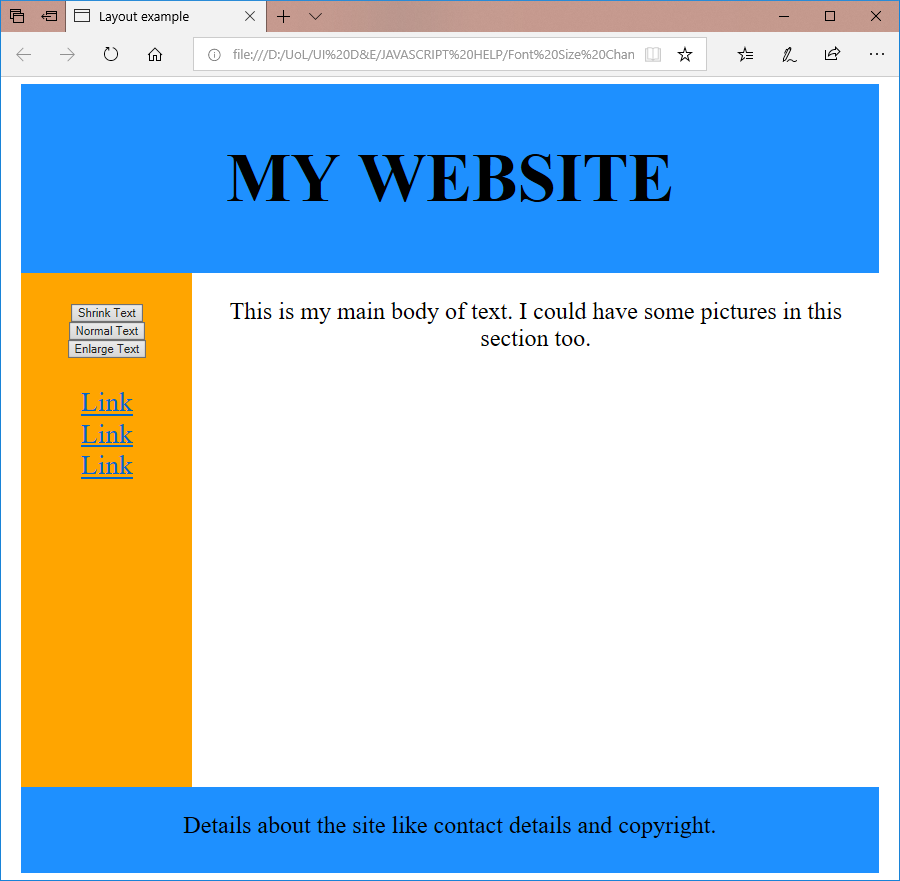 Layout example
file:///D:/UoL/UI%20D&E/JAVASCRIPT%20HELP/Font%20Size%20Chan
MY WEBSITE
Shrink Text
Normal Text
Enlarge Text
Link
Link
Link
This is my main body of text. I could have some pictures in this
section too.
Details about the site like contact details and copyright.